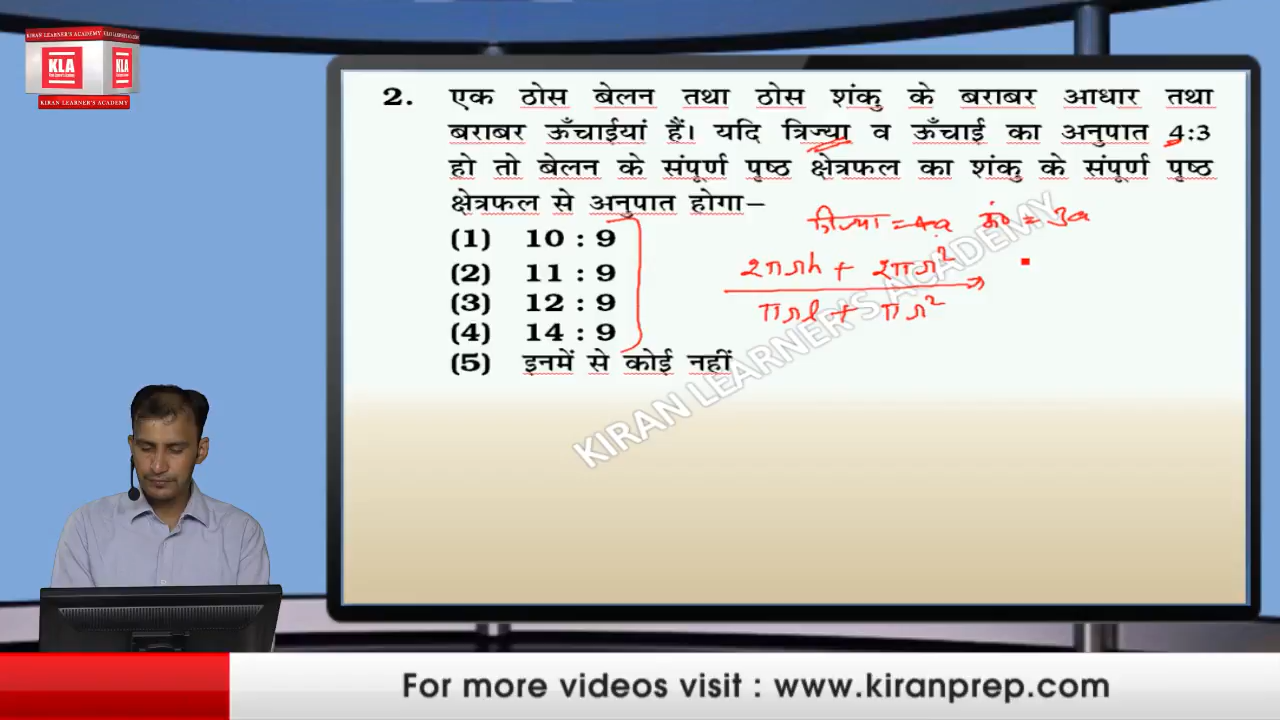 KIRAN LEARNER'S ACADEMY
KLA
KLA
KIRAN LEARNER'S ACADEMY
2. एक ठोस बेलन तथा ठोस शंकु के बराबर आधार तथा
बराबर ऊँचाईयां हैं। यदि त्रिज्या व ऊँचाई का अनुपात 4:3
हो तो बेलन के संपूर्ण पृष्ठ क्षेत्रफल का शंकु के संपूर्ण पृष्ठ
क्षेत्रफल से अनुपात होगा–
त्रिज्या = 4a ऊं० = 3a
(1) 10 : 9
(2) 11 : 9
(3) 12 : 9
(4) 14 : 9
(5) इनमें से कोई नहीं
2πrh + 2πr²
πrl + πr²
KIRAN LEARNER'S ACADEMY
For more videos visit : www.kiranprep.com